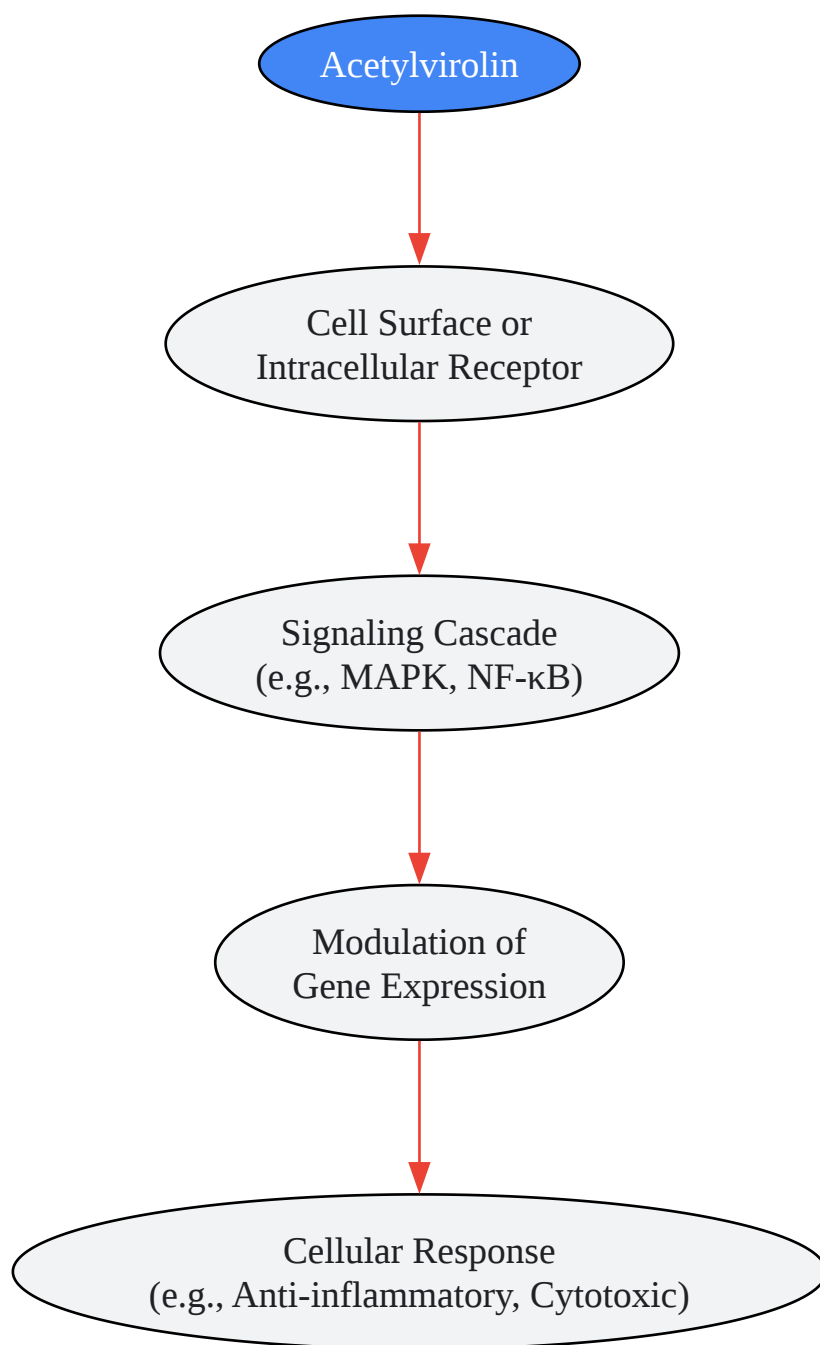 Acetylvirolin
Cell Surface or
Intracellular Receptor
Signaling Cascade
(e.g., MAPK, NF-κB)
Modulation of
Gene Expression
Cellular Response
(e.g., Anti-inflammatory, Cytotoxic)